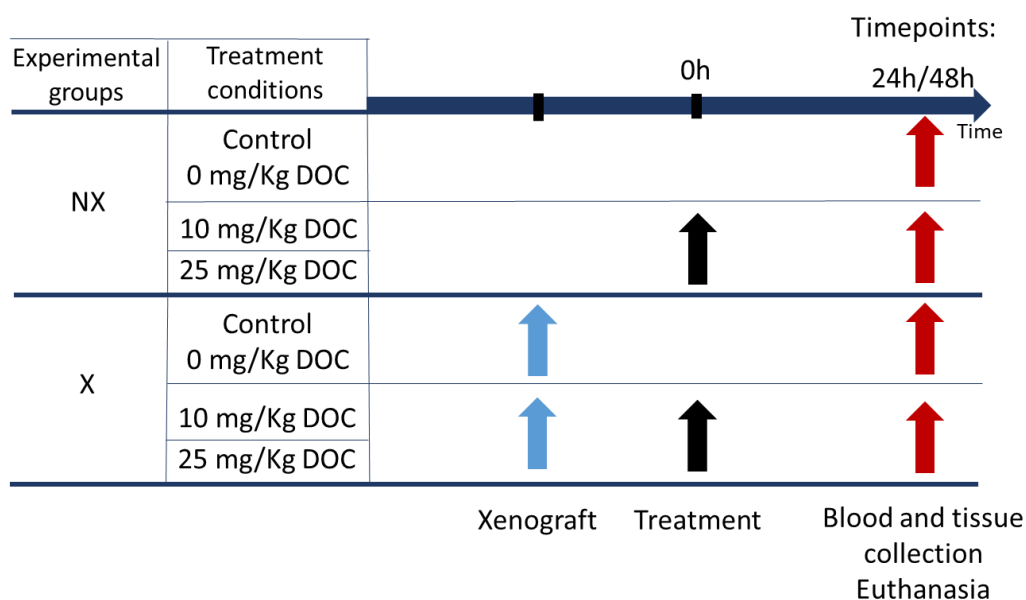 Timepoints:
Experimental
groups
Treatment
conditions
0h
24h/48h
Time
NX
Control
0 mg/Kg DOC
10 mg/Kg DOC
25 mg/Kg DOC
X
Control
0 mg/Kg DOC
10 mg/Kg DOC
25 mg/Kg DOC
Xenograft
Treatment
Blood and tissue
collection
Euthanasia